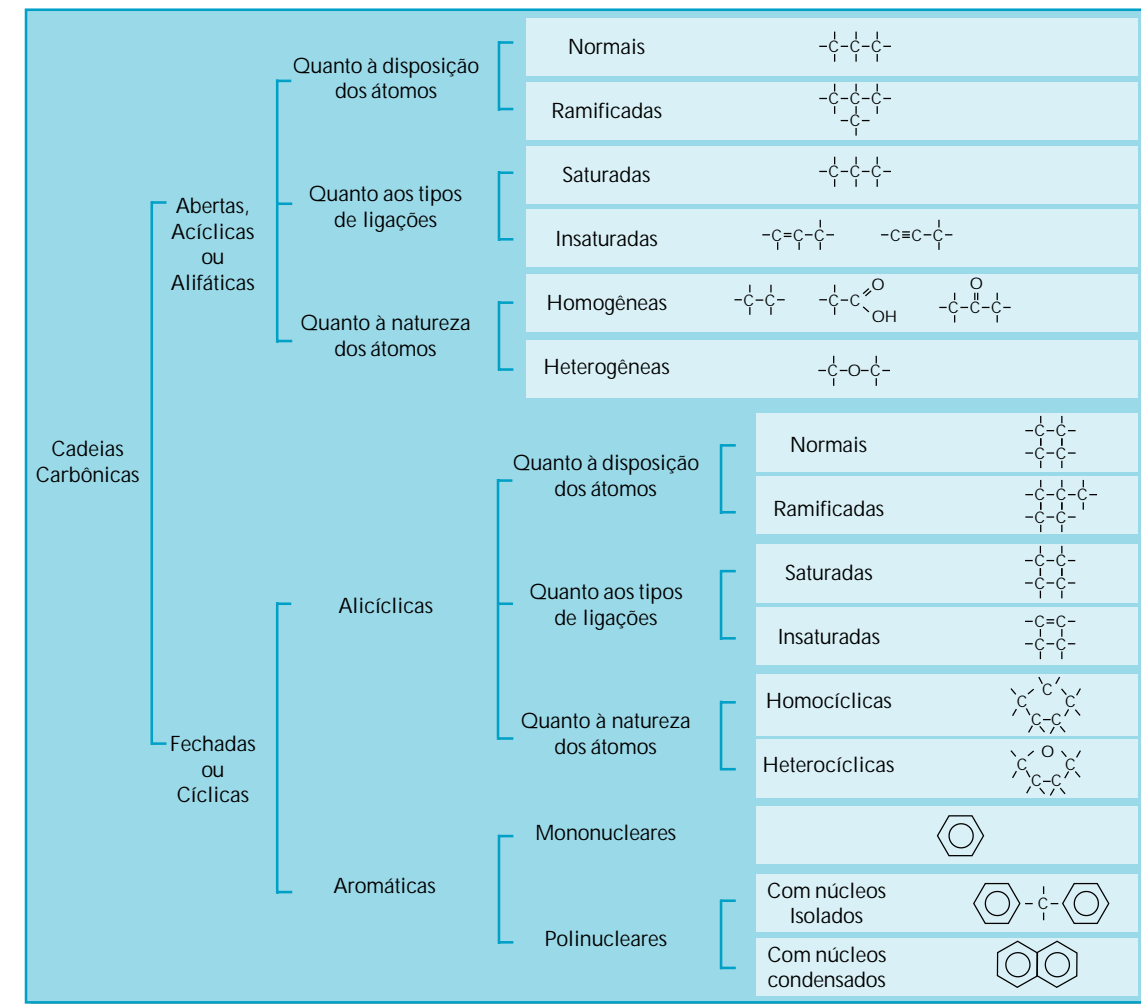 Cadeias
Carbônicas
Abertas,
Acíclicas
ou
Alifáticas
Quanto à disposição
dos átomos
Normais
-C-C-C-
Ramificadas
-C-C-C-
-C-
Quanto aos tipos
de ligações
Saturadas
-C-C-C-
Insaturadas
-C=C-C- -C≡C-C-
Quanto à natureza
dos átomos
Homogêneas
-C-C- -C-C O OH -C-C-C- O
Heterogêneas
-C-O-C-
Fechadas
ou
Cíclicas
Alicíclicas
Quanto à disposição
dos átomos
Normais
-C-C-
-C-C-
Ramificadas
-C-C-C-
-C-C-
Quanto aos tipos
de ligações
Saturadas
-C-C-
-C-C-
Insaturadas
-C=C-
-C-C-
Quanto à natureza
dos átomos
Homocíclicas
C
C C
C-C
Heterocíclicas
O
C C
C-C
Aromáticas
Mononucleares
Polinucleares
Com núcleos
Isolados
-C-
Com núcleos
condensados